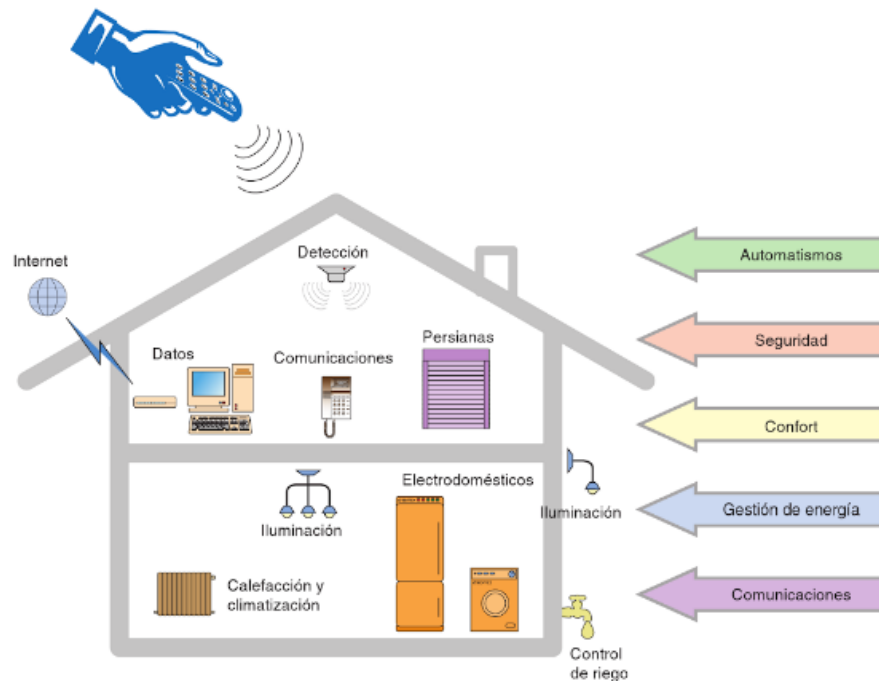 Internet
Detección
Datos
Comunicaciones
Persianas
Iluminación
Electrodomésticos
Iluminación
Calefacción y
climatización
Control
de riego
Automatismos
Seguridad
Confort
Gestión de energía
Comunicaciones